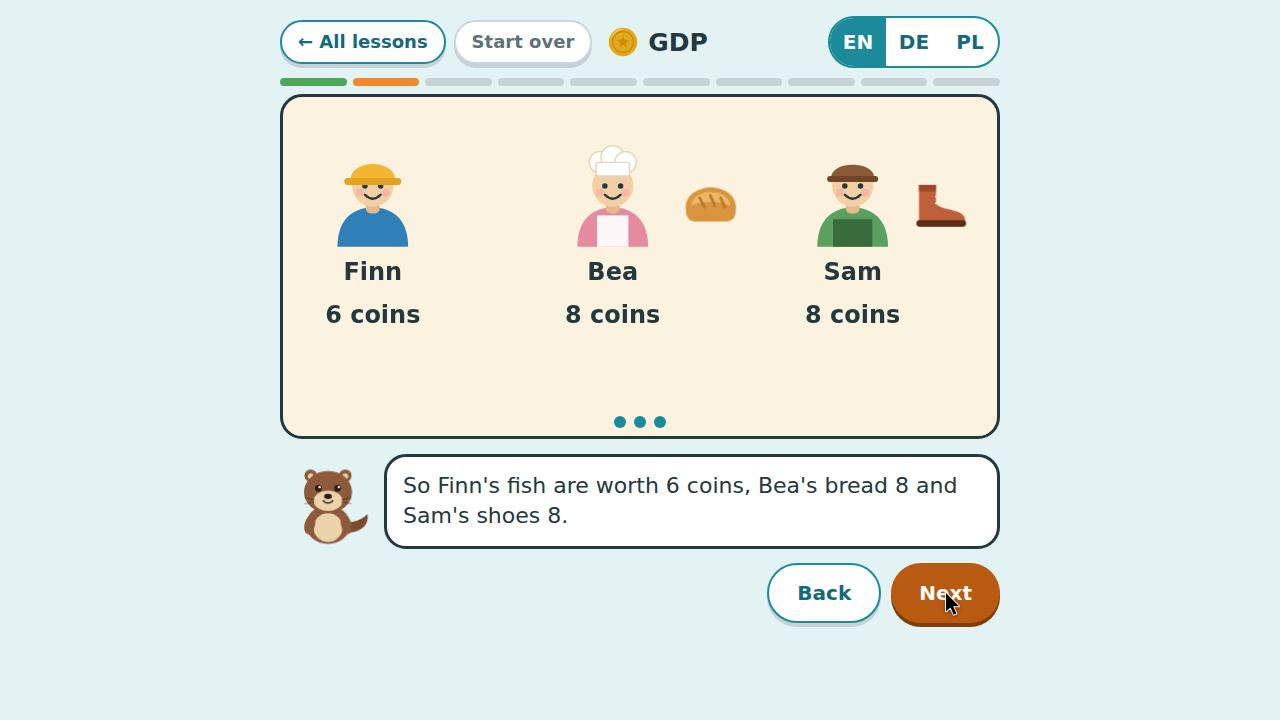 ← All lessons
Start over
GDP
EN
DE
PL
Finn
Bea
Sam
6 coins
8 coins
8 coins
So Finn's fish are worth 6 coins, Bea's bread 8 and
Sam's shoes 8.
Back
Next